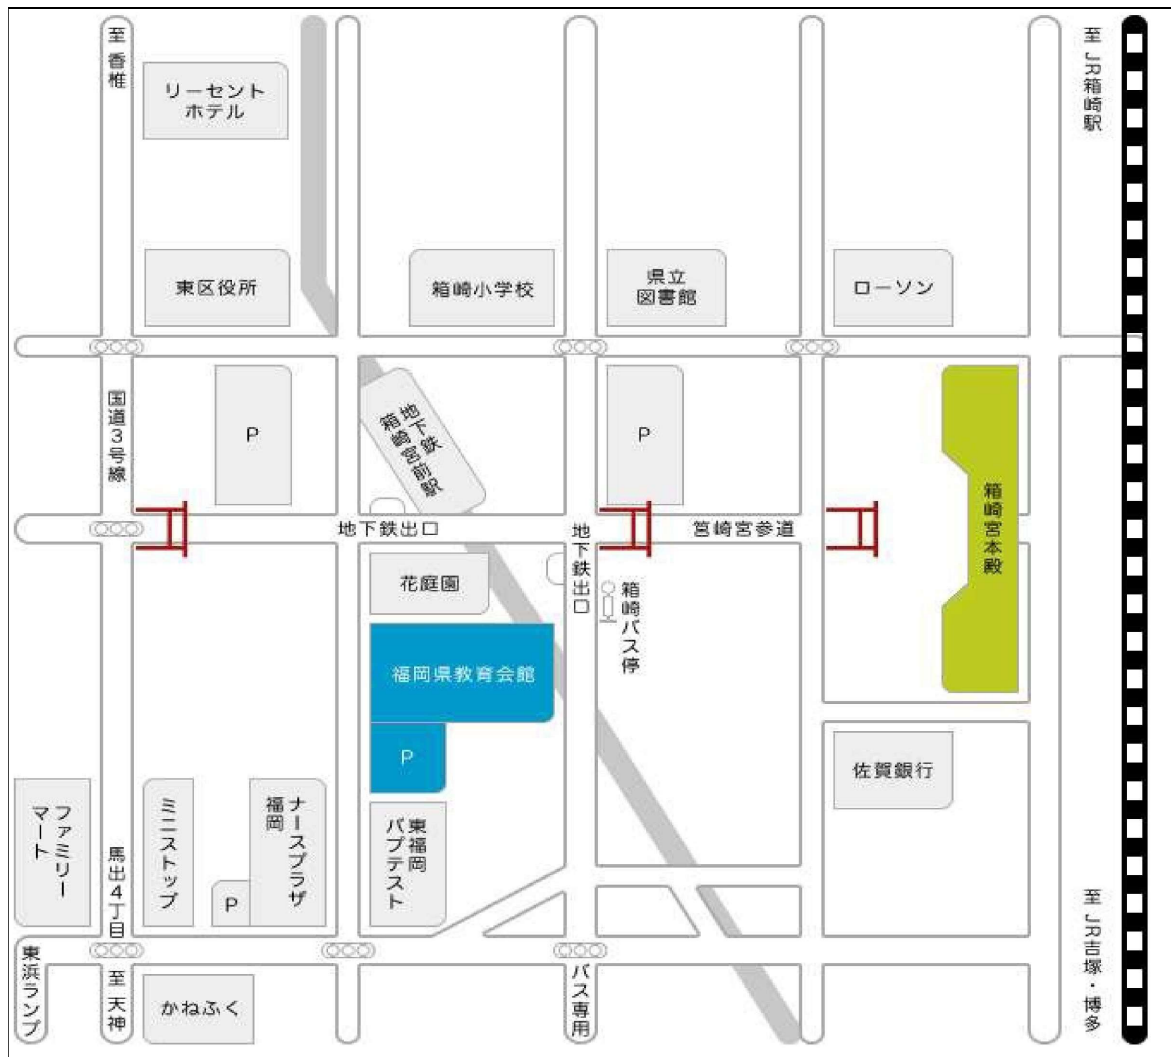 至 香椎
リーセント
ホテル
至 JR箱崎駅
東区役所
箱崎小学校
県立
図書館
ローソン
国道3号線
P
地下鉄
箱崎宮前駅
P
箱崎宮本殿
地下鉄出口
地下鉄出口
筥崎宮参道
花庭園
箱崎バス停
福岡県教育会館
P
佐賀銀行
ファミリー
マート
馬出4丁目
ミニストップ
ナースプラザ
福岡
P
東福岡
バプテスト
至 JR吉塚・博多
東浜ランプ
至 天神
かねふく
バス専用